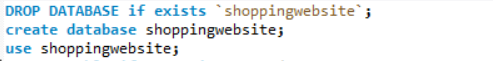 DROP DATABASE if exists `shoppingwebsite`;
create database shoppingwebsite;
use shoppingwebsite;